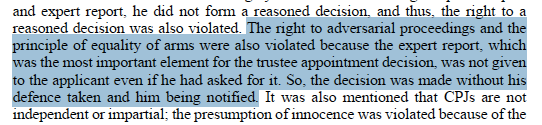 and expert report, he did not form a reasoned decision, and thus, the right to a
reasoned decision was also violated. The right to adversarial proceedings and the
principle of equality of arms were also violated because the expert report, which
was the most important element for the trustee appointment decision, was not given
to the applicant even if he had asked for it. So, the decision was made without his
defence taken and him being notified. It was also mentioned that CPJs are not
independent or impartial; the presumption of innocence was violated because of the